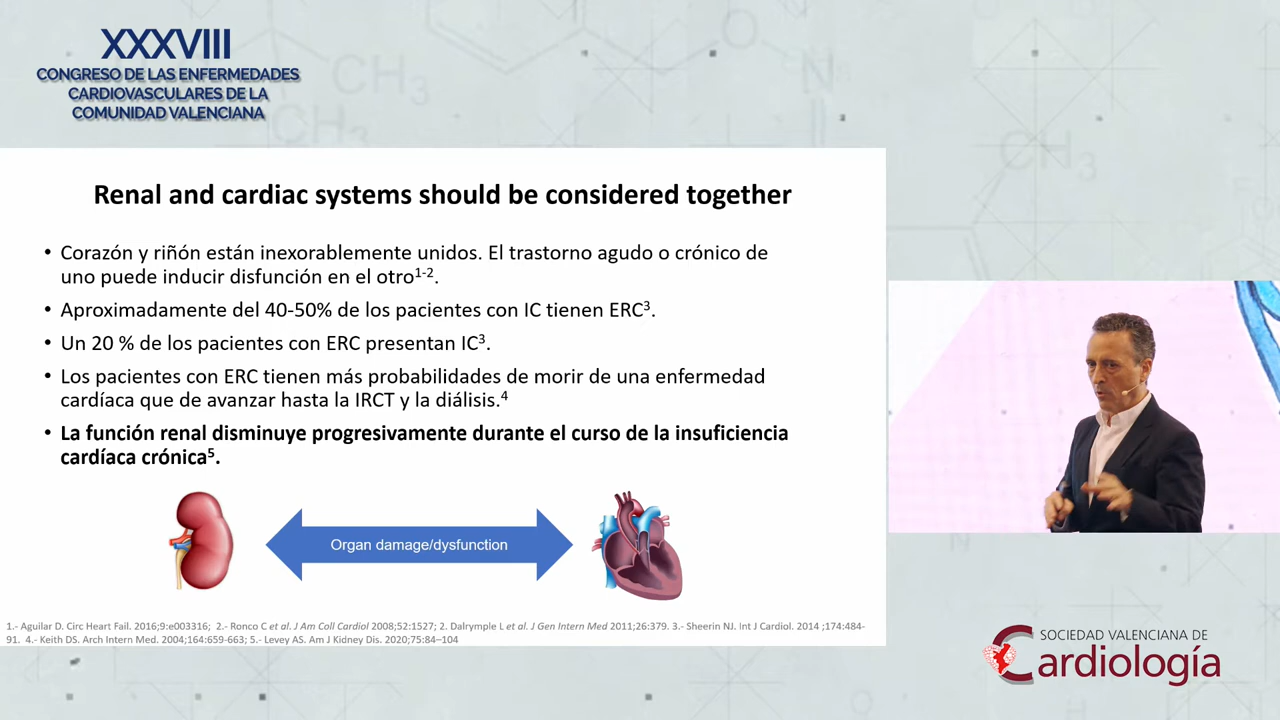 XXXVIII
CONGRESO DE LAS ENFERMEDADES
CARDIOVASCULARES DE LA
COMUNIDAD VALENCIANA
Renal and cardiac systems should be considered together
• Corazón y riñón están inexorablemente unidos. El trastorno agudo o crónico de
uno puede inducir disfunción en el otro1-2.
• Aproximadamente del 40-50% de los pacientes con IC tienen ERC3.
• Un 20 % de los pacientes con ERC presentan IC3.
• Los pacientes con ERC tienen más probabilidades de morir de una enfermedad
cardíaca que de avanzar hasta la IRCT y la diálisis.4
• La función renal disminuye progresivamente durante el curso de la insuficiencia
cardíaca crónica5.
Organ damage/dysfunction
1.- Aguilar D. Circ Heart Fail. 2016;9:e003316; 2.- Ronco C et al. J Am Coll Cardiol 2008;52:1527; 2. Dalrymple L et al. J Gen Intern Med 2011;26:379. 3.- Sheerin NJ. Int J Cardiol. 2014 ;174:484-
91. 4.- Keith DS. Arch Intern Med. 2004;164:659-663; 5.- Levey AS. Am J Kidney Dis. 2020;75:84–104
SOCIEDAD VALENCIANA DE
Cardiología
CH3
O
N
CH3
CH3